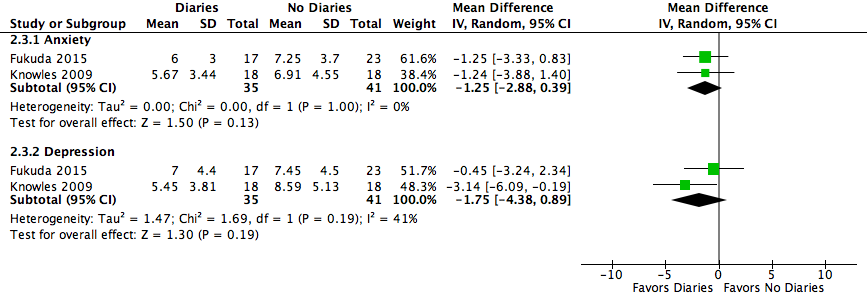 Diaries No Diaries Mean Difference Mean Difference
Study or Subgroup Mean SD Total Mean SD Total Weight IV, Random, 95% CI IV, Random, 95% CI
2.3.1 Anxiety
Fukuda 2015 6 3 17 7.25 3.7 23 61.6% -1.25 [-3.33, 0.83]
Knowles 2009 5.67 3.44 18 6.91 4.55 18 38.4% -1.24 [-3.88, 1.40]
Subtotal (95% CI) 35 41 100.0% -1.25 [-2.88, 0.39]
Heterogeneity: Tau² = 0.00; Chi² = 0.00, df = 1 (P = 1.00); I² = 0%
Test for overall effect: Z = 1.50 (P = 0.13)
2.3.2 Depression
Fukuda 2015 7 4.4 17 7.45 4.5 23 51.7% -0.45 [-3.24, 2.34]
Knowles 2009 5.45 3.81 18 8.59 5.13 18 48.3% -3.14 [-6.09, -0.19]
Subtotal (95% CI) 35 41 100.0% -1.75 [-4.38, 0.89]
Heterogeneity: Tau² = 1.47; Chi² = 1.69, df = 1 (P = 0.19); I² = 41%
Test for overall effect: Z = 1.30 (P = 0.19)
-10 -5 0 5 10
Favors Diaries Favors No Diaries